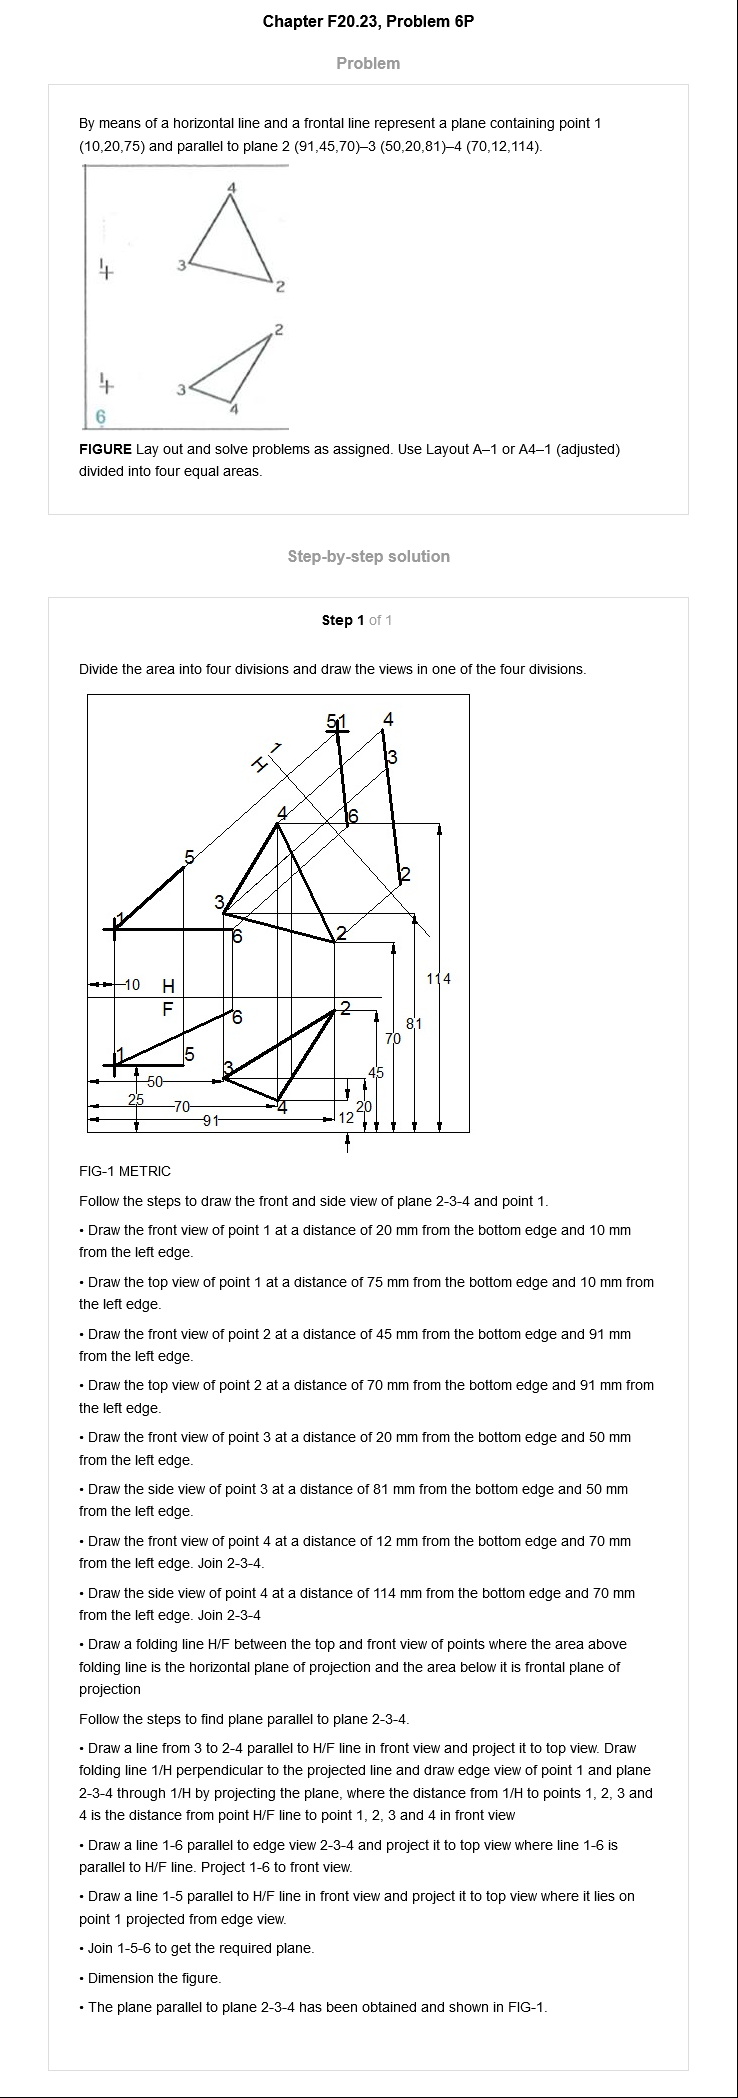 Chapter F20.23, Problem 6P
Problem
By means of a horizontal line and a frontal line represent a plane containing point 1
(10,20,75) and parallel to plane 2 (91,45,70)–3 (50,20,81)–4 (70,12,114).
4
1
3
2
2
1
3
4
6
FIGURE Lay out and solve problems as assigned. Use Layout A–1 or A4–1 (adjusted)
divided into four equal areas.
Step-by-step solution
Step 1 of 1
Divide the area into four divisions and draw the views in one of the four divisions.
51
4
1
H
3
4
6
5
2
3
1
6
2
10
H
114
F
6
2
81
70
1
5
3
45
50
25
70
4
20
12
91
FIG-1 METRIC
Follow the steps to draw the front and side view of plane 2-3-4 and point 1.
• Draw the front view of point 1 at a distance of 20 mm from the bottom edge and 10 mm
from the left edge.
• Draw the top view of point 1 at a distance of 75 mm from the bottom edge and 10 mm from
the left edge.
• Draw the front view of point 2 at a distance of 45 mm from the bottom edge and 91 mm
from the left edge.
• Draw the top view of point 2 at a distance of 70 mm from the bottom edge and 91 mm from
the left edge.
• Draw the front view of point 3 at a distance of 20 mm from the bottom edge and 50 mm
from the left edge.
• Draw the side view of point 3 at a distance of 81 mm from the bottom edge and 50 mm
from the left edge.
• Draw the front view of point 4 at a distance of 12 mm from the bottom edge and 70 mm
from the left edge. Join 2-3-4.
• Draw the side view of point 4 at a distance of 114 mm from the bottom edge and 70 mm
from the left edge. Join 2-3-4
• Draw a folding line H/F between the top and front view of points where the area above
folding line is the horizontal plane of projection and the area below it is frontal plane of
projection
Follow the steps to find plane parallel to plane 2-3-4.
• Draw a line from 3 to 2-4 parallel to H/F line in front view and project it to top view. Draw
folding line 1/H perpendicular to the projected line and draw edge view of point 1 and plane
2-3-4 through 1/H by projecting the plane, where the distance from 1/H to points 1, 2, 3 and
4 is the distance from point H/F line to point 1, 2, 3 and 4 in front view
• Draw a line 1-6 parallel to edge view 2-3-4 and project it to top view where line 1-6 is
parallel to H/F line. Project 1-6 to front view.
• Draw a line 1-5 parallel to H/F line in front view and project it to top view where it lies on
point 1 projected from edge view.
• Join 1-5-6 to get the required plane.
• Dimension the figure.
• The plane parallel to plane 2-3-4 has been obtained and shown in FIG-1.